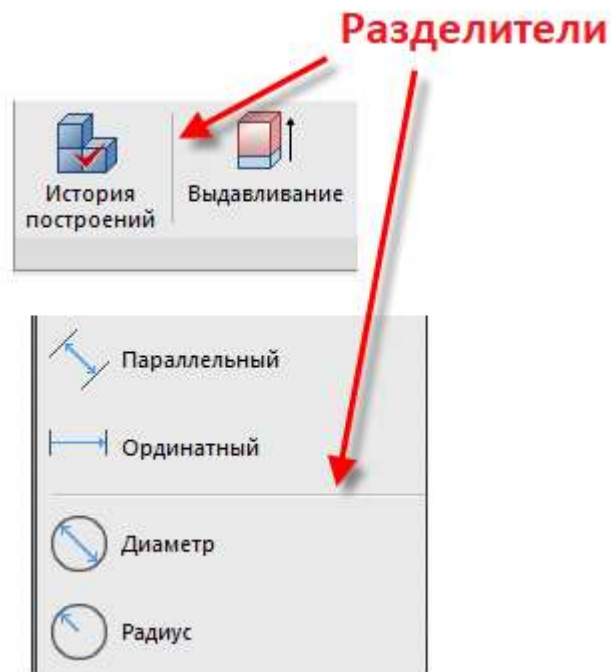 Разделители
История
построений
Выдавливание
Параллельный
Ординатный
Диаметр
Радиус